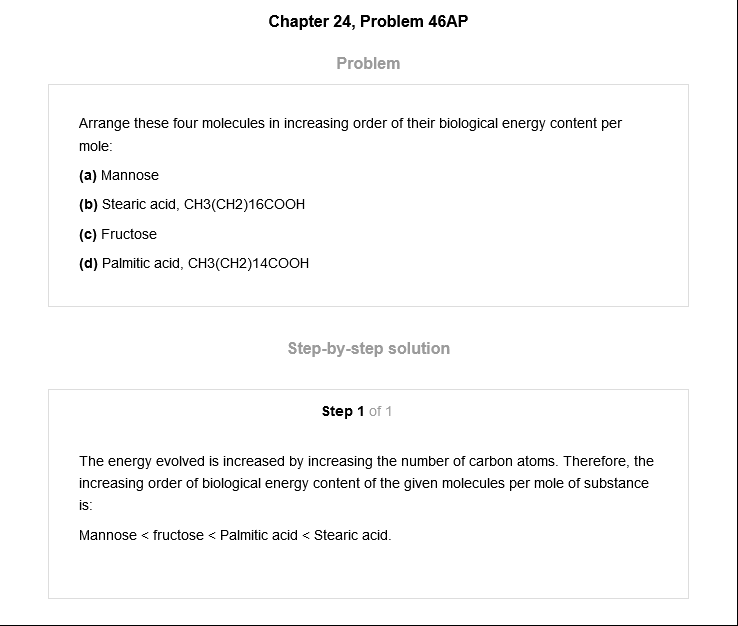 Chapter 24, Problem 46AP
Problem
Arrange these four molecules in increasing order of their biological energy content per
mole:
(a) Mannose
(b) Stearic acid, CH3(CH2)16COOH
(c) Fructose
(d) Palmitic acid, CH3(CH2)14COOH
Step-by-step solution
Step 1 of 1
The energy evolved is increased by increasing the number of carbon atoms. Therefore, the
increasing order of biological energy content of the given molecules per mole of substance
is:
Mannose < fructose < Palmitic acid < Stearic acid.